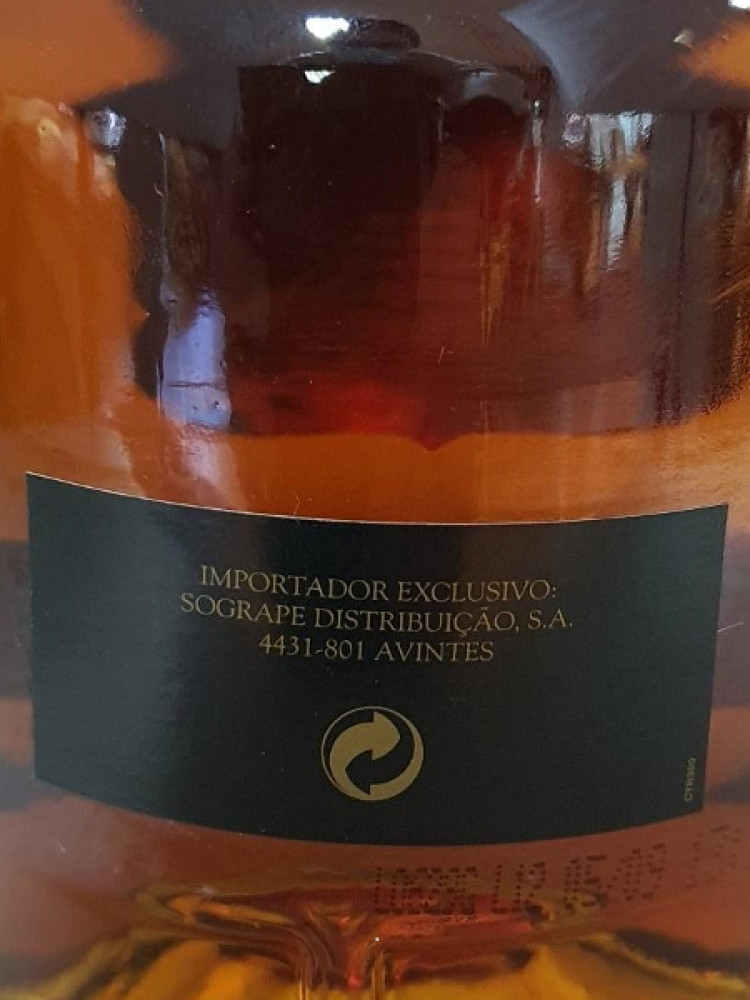 IMPORTADOR EXCLUSIVO:
SOGRAPE DISTRIBUIÇÃO, S.A.
4431-801 AVINTES